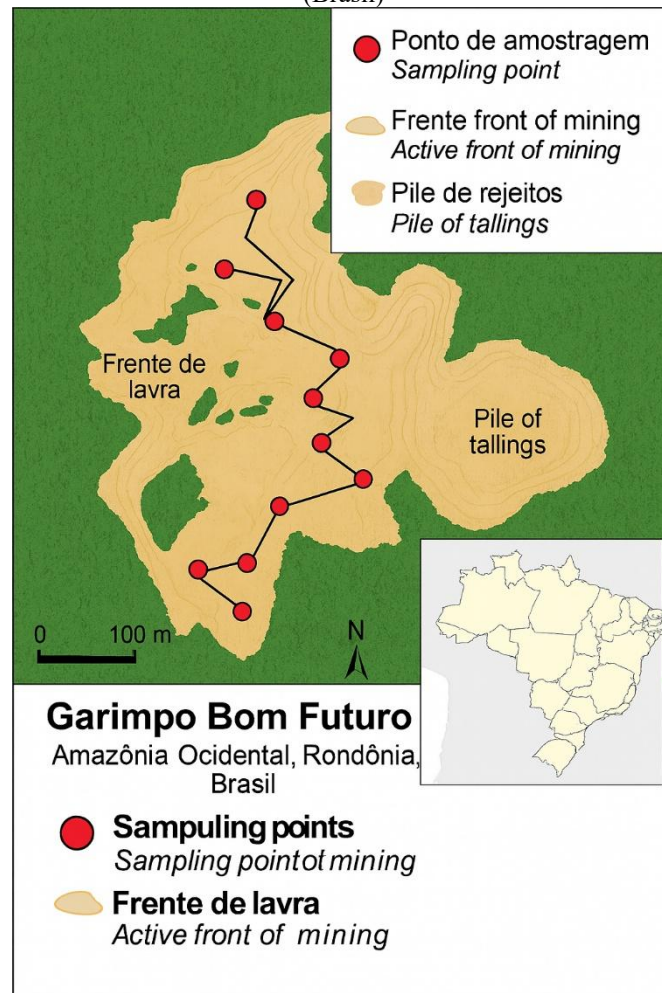 (Brasil)
Ponto de amostragem
Sampling point
Frente front of mining
Active front of mining
Pile de rejeitos
Pile of tallings
Frente de
lavra
Pile of
tallings
0 100 m
N
Garimpo Bom Futuro
Amazônia Ocidental, Rondônia,
Brasil
Sampuling points
Sampling pointot mining
Frente de lavra
Active front of mining